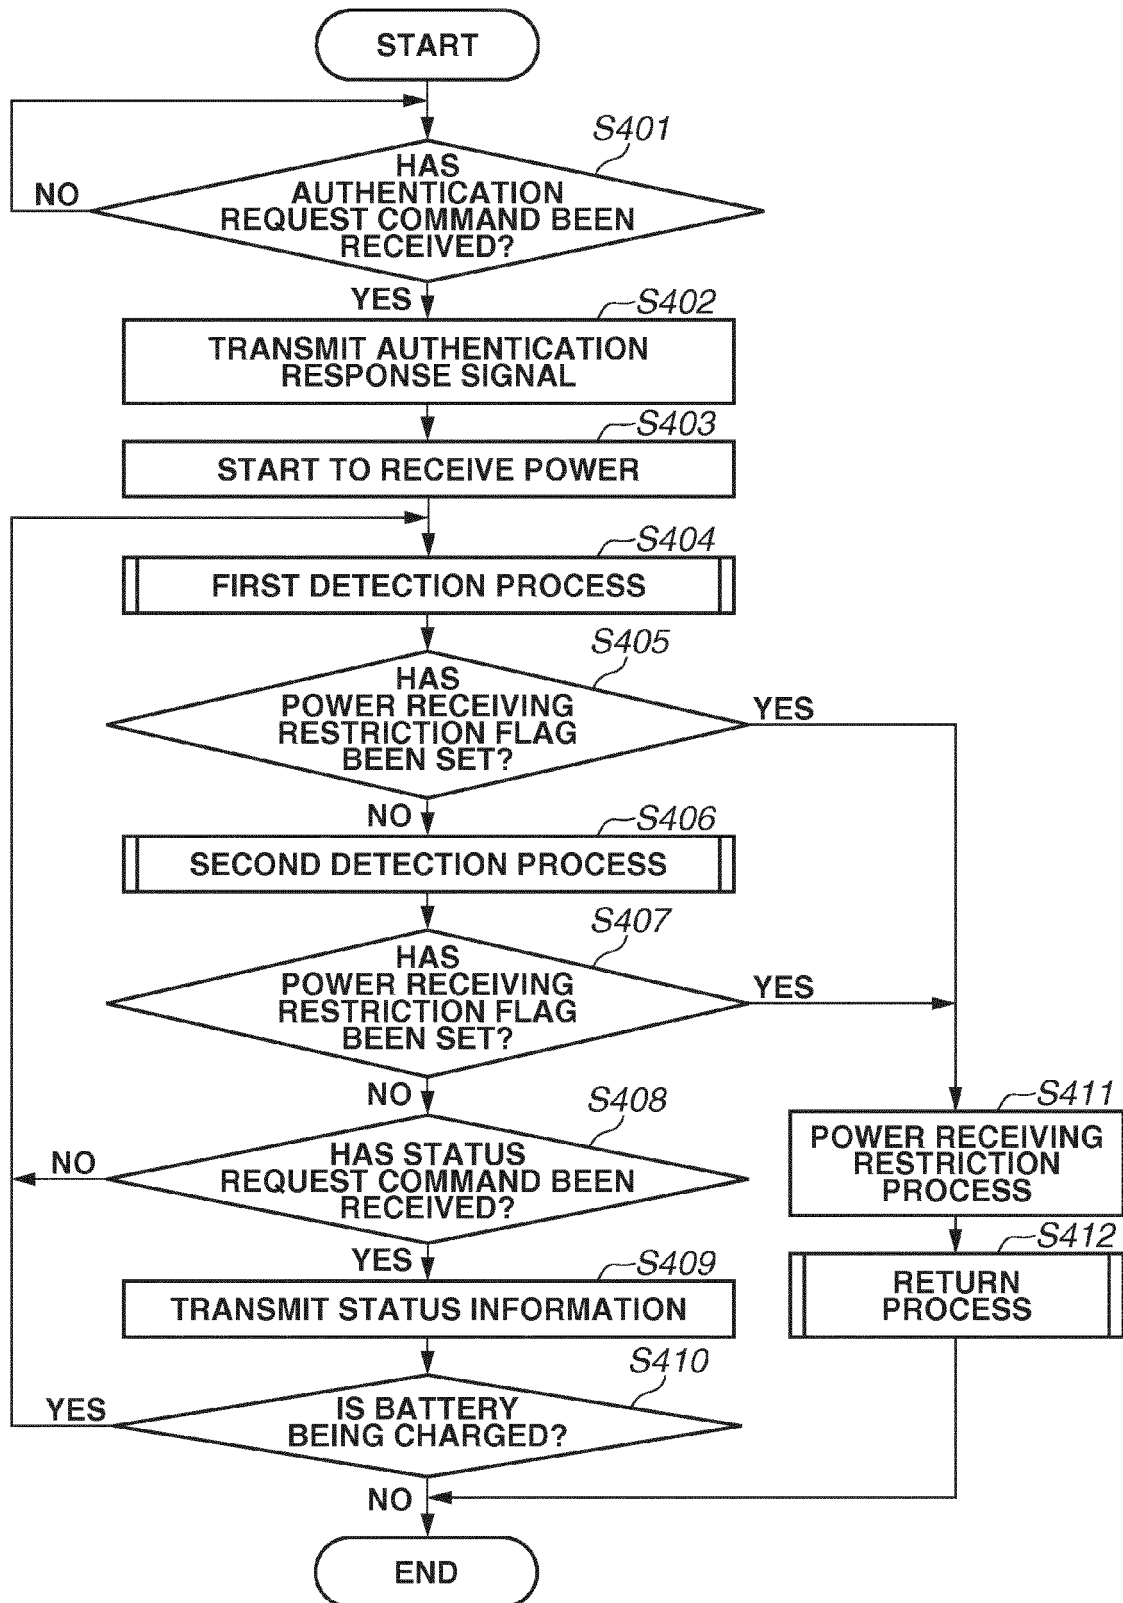 START
S401
HAS
AUTHENTICATION
REQUEST COMMAND BEEN
RECEIVED?
NO
YES
S402
TRANSMIT AUTHENTICATION
RESPONSE SIGNAL
S403
START TO RECEIVE POWER
S404
FIRST DETECTION PROCESS
S405
HAS
POWER RECEIVING
RESTRICTION FLAG
BEEN SET?
YES
NO
S406
SECOND DETECTION PROCESS
S407
HAS
POWER RECEIVING
RESTRICTION FLAG
BEEN SET?
YES
NO
S408
HAS STATUS
REQUEST COMMAND BEEN
RECEIVED?
NO
YES
S409
TRANSMIT STATUS INFORMATION
S410
IS BATTERY
BEING CHARGED?
YES
NO
S411
POWER RECEIVING
RESTRICTION
PROCESS
S412
RETURN
PROCESS
END